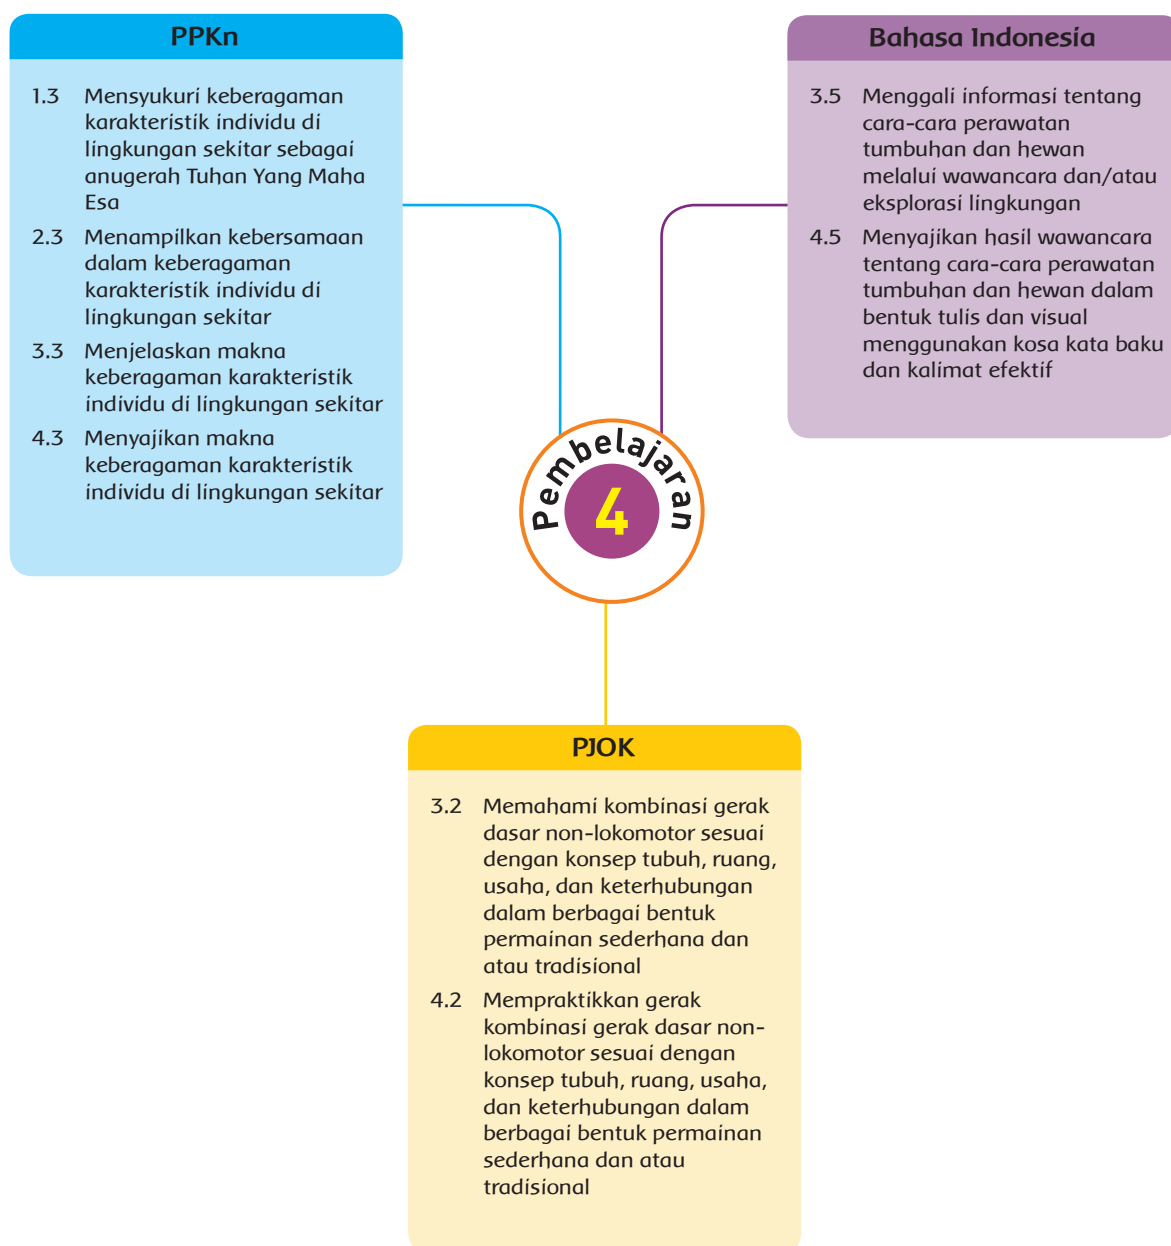 PPKn
1.3 Mensyukuri keberagaman
karakteristik individu di
lingkungan sekitar sebagai
anugerah Tuhan Yang Maha
Esa
2.3 Menampilkan kebersamaan
dalam keberagaman
karakteristik individu di
lingkungan sekitar
3.3 Menjelaskan makna
keberagaman karakteristik
individu di lingkungan sekitar
4.3 Menyajikan makna
keberagaman karakteristik
individu di lingkungan sekitar
Bahasa Indonesia
3.5 Menggali informasi tentang
cara-cara perawatan
tumbuhan dan hewan
melalui wawancara dan/atau
eksplorasi lingkungan
4.5 Menyajikan hasil wawancara
tentang cara-cara perawatan
tumbuhan dan hewan dalam
bentuk tulis dan visual
menggunakan kosa kata baku
dan kalimat efektif
Pembelajaran
4
PJOK
3.2 Memahami kombinasi gerak
dasar non-lokomotor sesuai
dengan konsep tubuh, ruang,
usaha, dan keterhubungan
dalam berbagai bentuk
permainan sederhana dan
atau tradisional
4.2 Mempraktikkan gerak
kombinasi gerak dasar non-
lokomotor sesuai dengan
konsep tubuh, ruang, usaha,
dan keterhubungan dalam
berbagai bentuk permainan
sederhana dan atau
tradisional